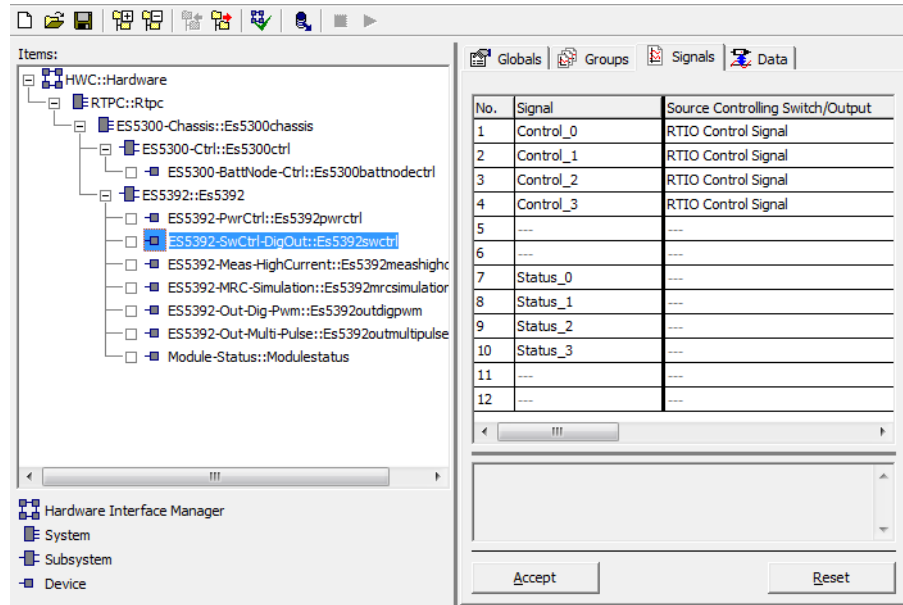 Items:
HWC::Hardware
RTPC::Rtpc
ES5300-Chassis::Es5300chassis
ES5300-Ctrl::Es5300ctrl
ES5300-BattNode-Ctrl::Es5300battnodectrl
ES5392::Es5392
ES5392-PwrCtrl::Es5392pwrctrl
ES5392-SwCtrl-DigOut::Es5392swctrl
ES5392-Meas-HighCurrent::Es5392meashighc
ES5392-MRC-Simulation::Es5392mrcsimulation
ES5392-Out-Dig-Pwm::Es5392outdigpwm
ES5392-Out-Multi-Pulse::Es5392outmultipulse
Module-Status::Modulestatus
Hardware Interface Manager
System
Subsystem
Device
Globals Groups Signals Data
No. Signal Source Controlling Switch/Output
1 Control_0 RTIO Control Signal
2 Control_1 RTIO Control Signal
3 Control_2 RTIO Control Signal
4 Control_3 RTIO Control Signal
5 --- ---
6 --- ---
7 Status_0 ---
8 Status_1 ---
9 Status_2 ---
10 Status_3 ---
11 --- ---
12 --- ---
Accept Reset